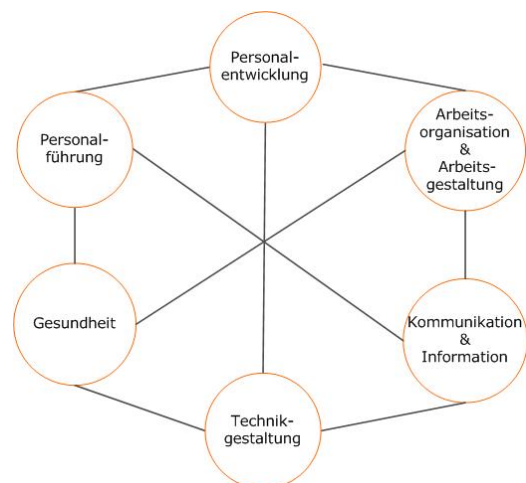 Personal-
entwicklung
Personal-
führung
Arbeits-
organisation
&
Arbeits-
gestaltung
Gesundheit
Kommunikation
&
Information
Technik-
gestaltung